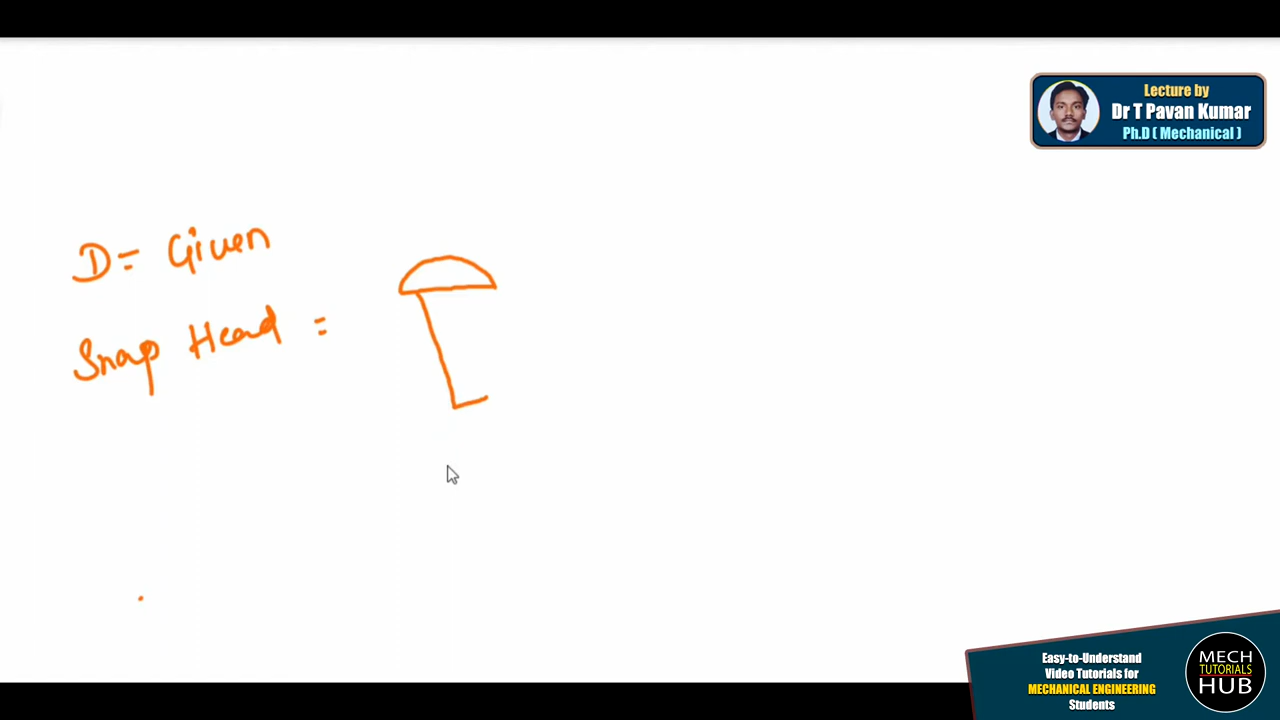 Lecture by
Dr T Pavan Kumar
Ph.D ( Mechanical )
D = Given
Snap Head =
Easy-to-Understand
Video Tutorials for
MECHANICAL ENGINEERING
Students
MECH
TUTORIALS
HUB